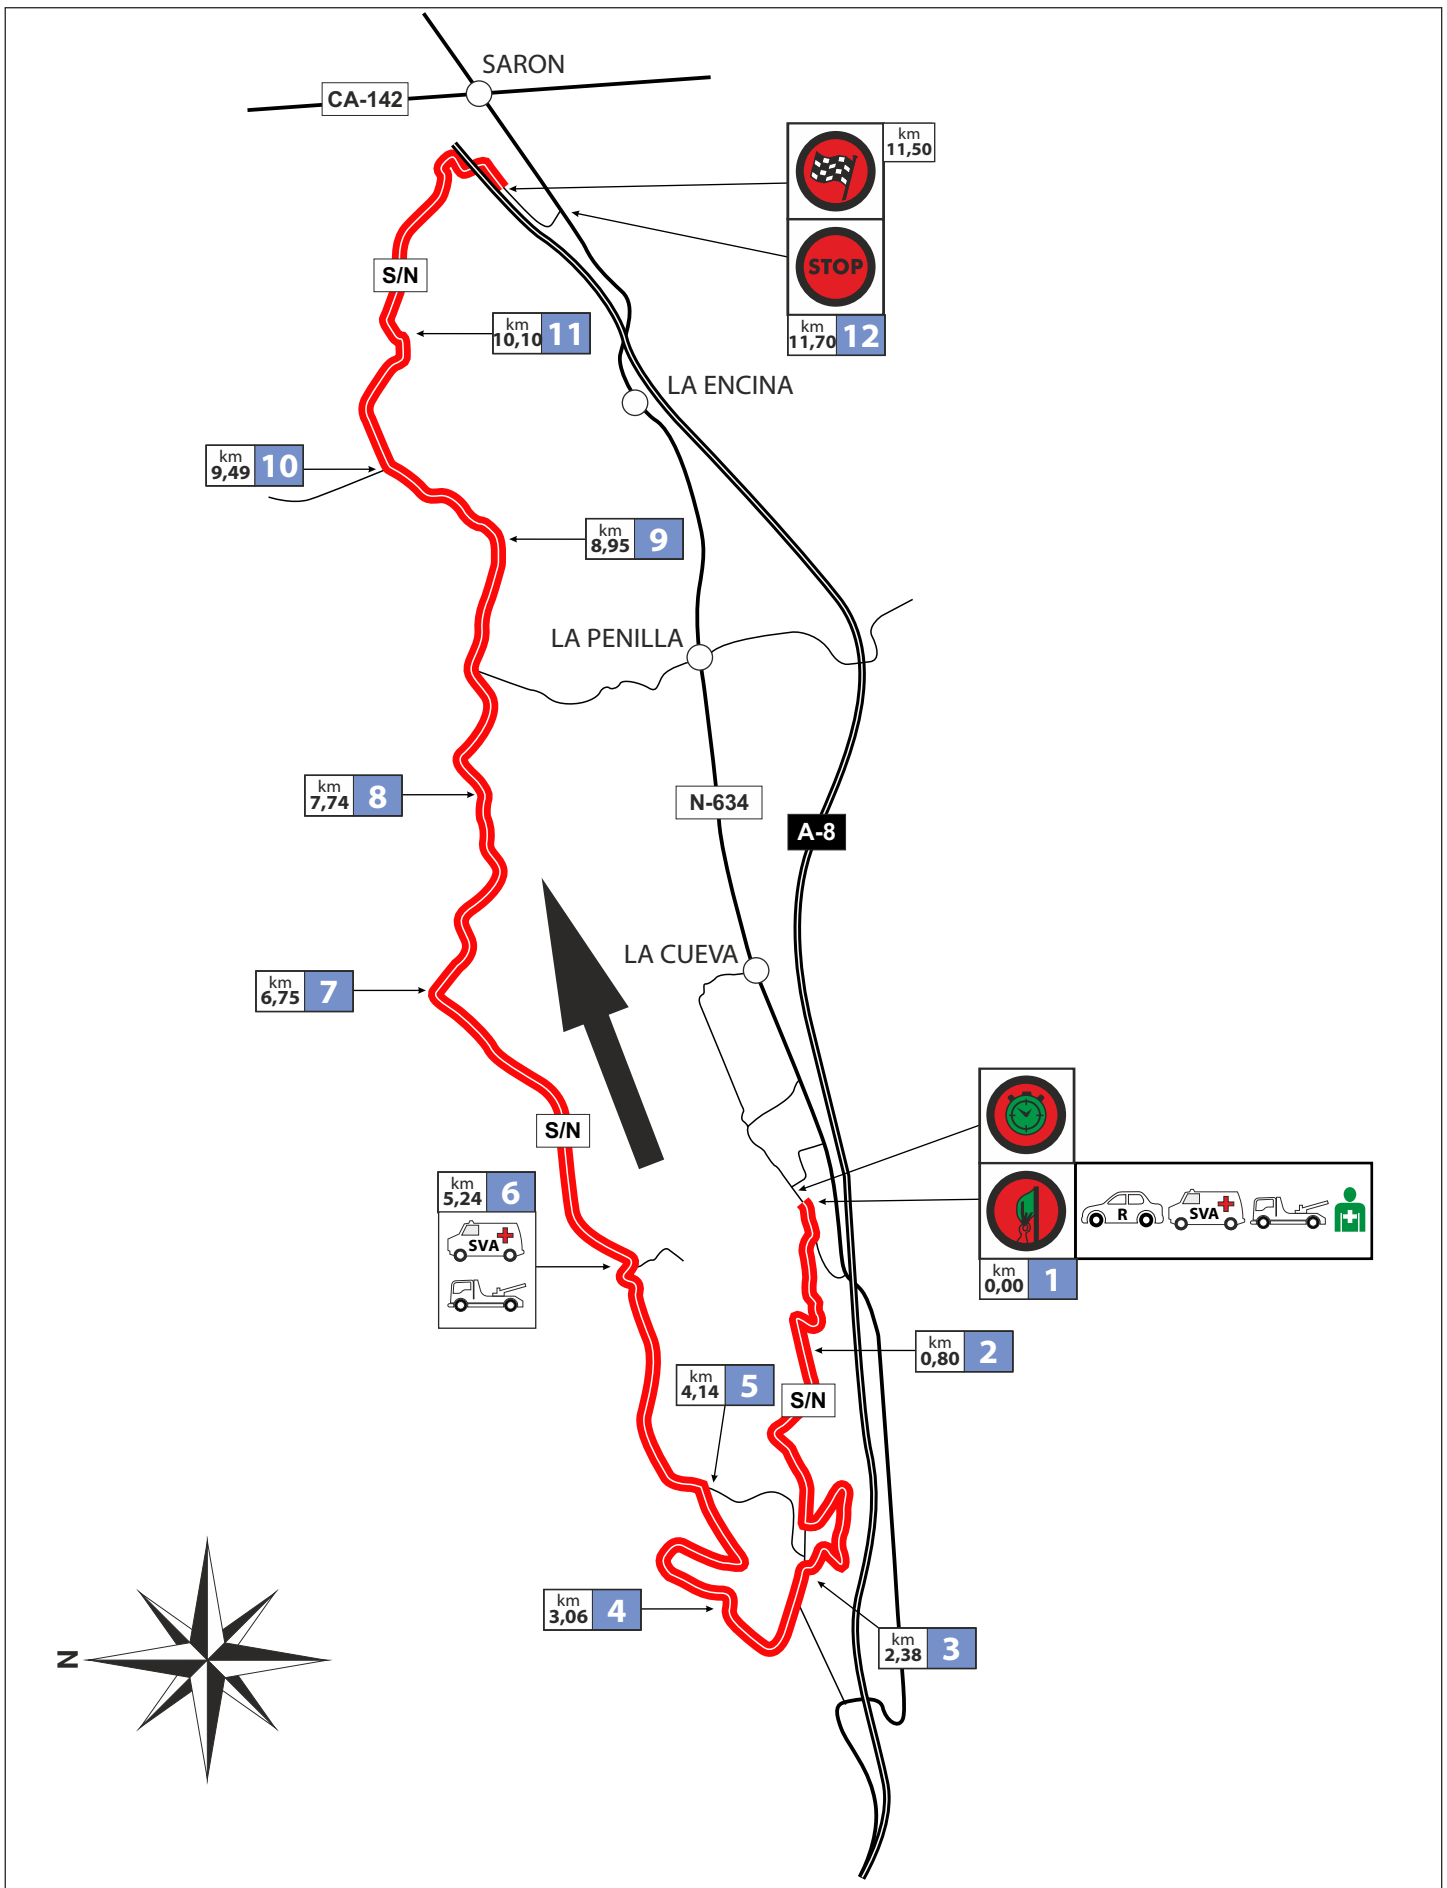 SARON
CA-142
km
11,50
STOP
km
11,70 12
S/N
km
10,10 11
LA ENCINA
km
9,49 10
km
8,95 9
LA PENILLA
km
7,74 8
N-634
A-8
LA CUEVA
km
6,75 7
S/N
km
5,24 6
SVA
R
SVA
km
0,00 1
km
0,80 2
km
4,14 5
S/N
km
3,06 4
km
2,38 3
N